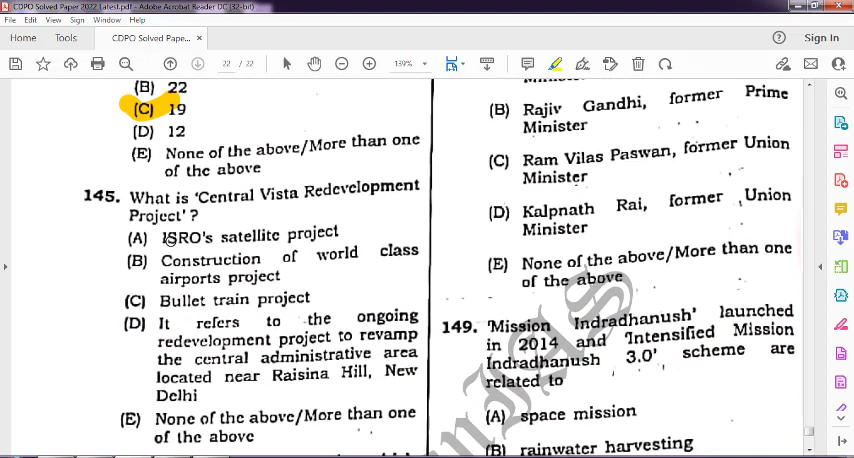 CDPO Solved Paper 2022 Latest.pdf - Adobe Acrobat Reader DC (32-bit)
File Edit View Sign Window Help
Home Tools CDPO Solved Pape... × Sign In
22 / 22 139%
(B) 22
(C) 19
(D) 12
(E) None of the above/More than one
of the above
145. What is 'Central Vista Redevelopment
Project'?
(A) ISRO's satellite project
(B) Construction of world class
airports project
(C) Bullet train project
(D) It refers to the ongoing
redevelopment project to revamp
the central administrative area
located near Raisina Hill, New
Delhi
(E) None of the above/More than one
of the above
Minister
(B) Rajiv Gandhi, former Prime
Minister
(C) Ram Vilas Paswan, former Union
Minister
(D) Kalpnath Rai, former Union
Minister
(E) None of the above/More than one
of the above
149. 'Mission Indradhanush' launched
in 2014 and 'Intensified Mission
Indradhanush 3.0' scheme are
related to
(A) space mission
(B) rainwater harvesting